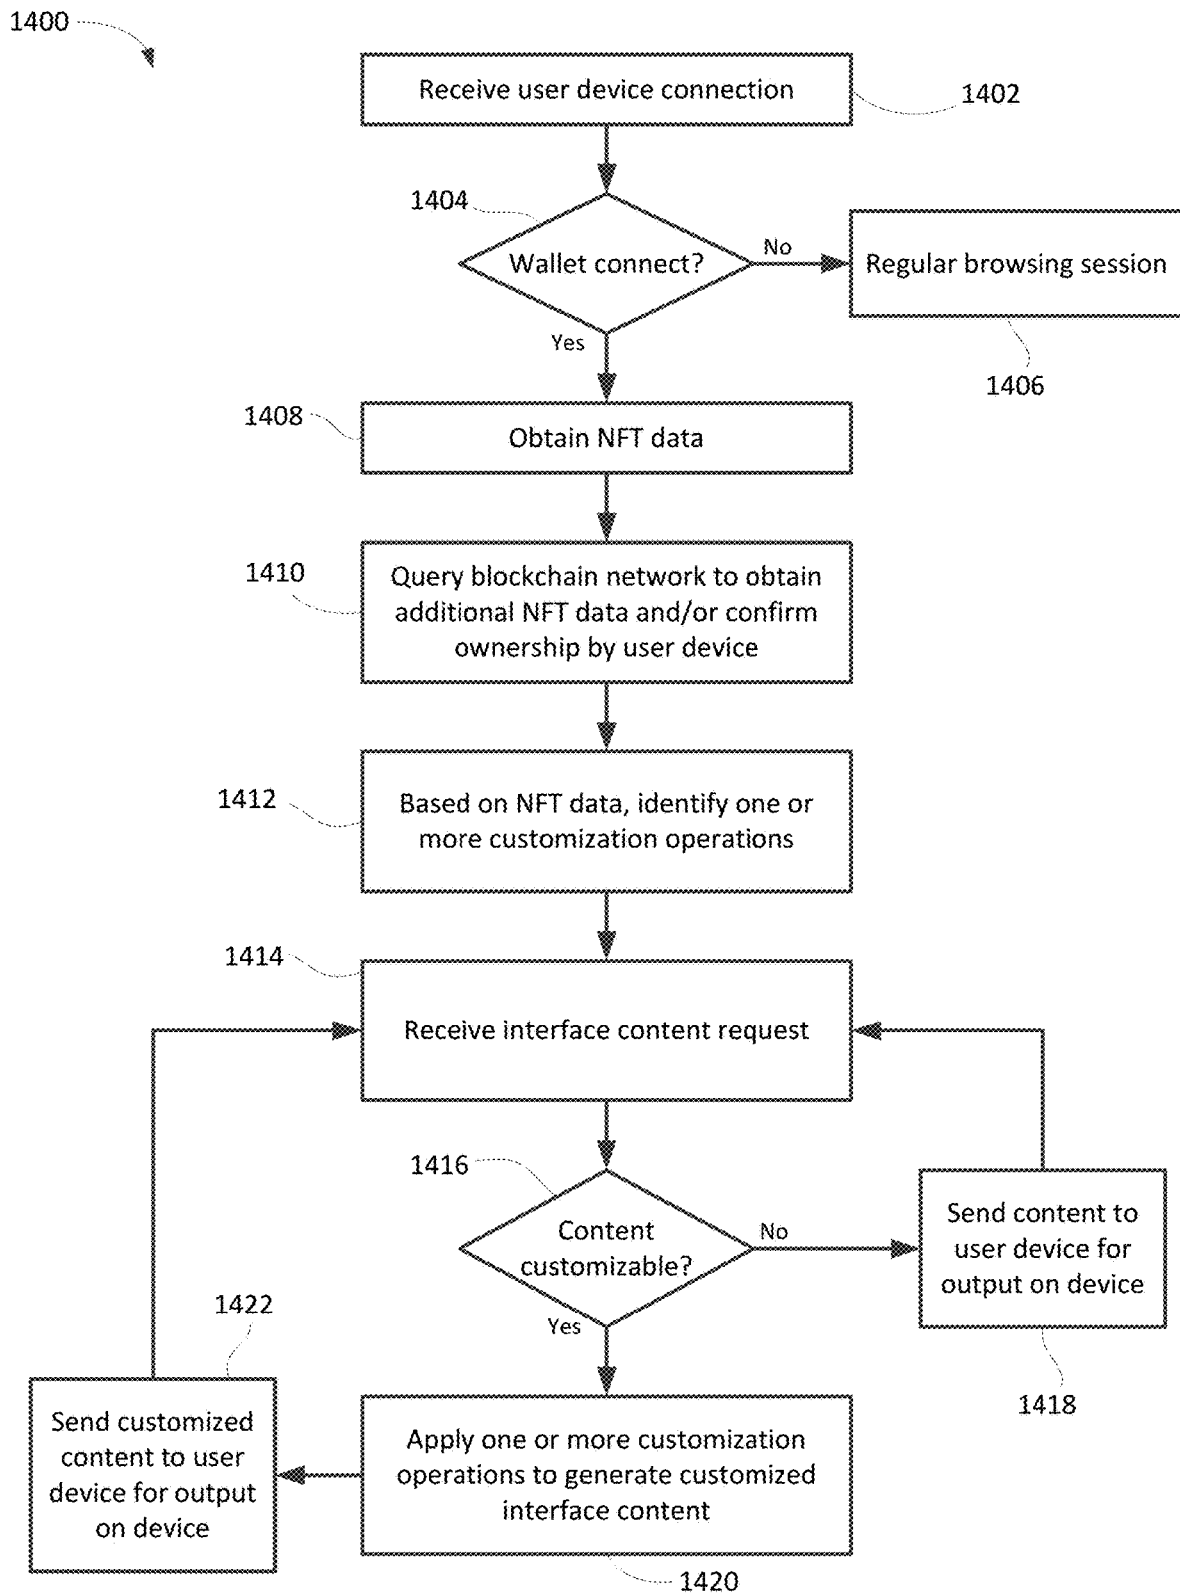 1400
Receive user device connection
1402
1404
Wallet connect?
No
Regular browsing session
1406
Yes
1408
Obtain NFT data
1410
Query blockchain network to obtain
additional NFT data and/or confirm
ownership by user device
1412
Based on NFT data, identify one or
more customization operations
1414
Receive interface content request
1416
Content
customizable?
No
Send content to
user device for
output on device
1418
Yes
1422
Send customized
content to user
device for output
on device
Apply one or more customization
operations to generate customized
interface content
1420